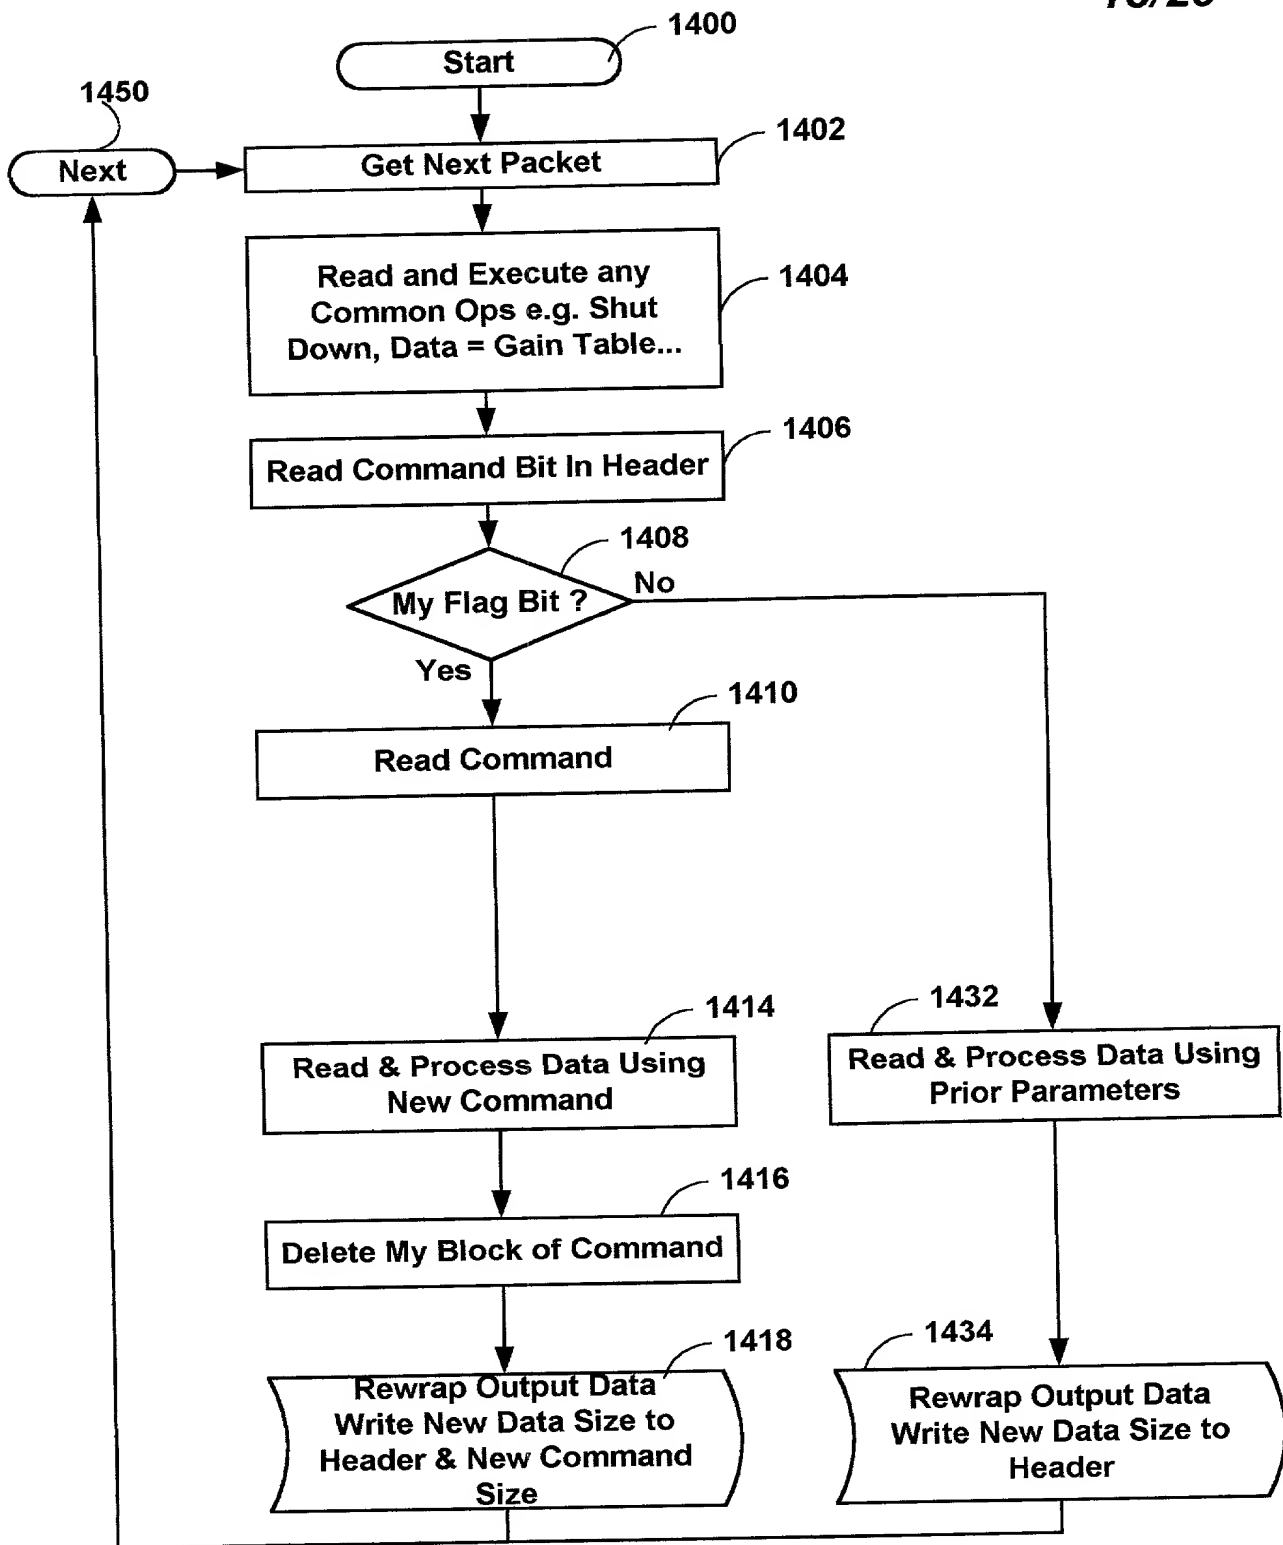 1400
Start
1450
1402
Next
Get Next Packet
1404
Read and Execute any
Common Ops e.g. Shut
Down, Data = Gain Table...
1406
Read Command Bit In Header
1408
No
My Flag Bit ?
Yes
1410
Read Command
1414
1432
Read & Process Data Using
New Command
Read & Process Data Using
Prior Parameters
1416
Delete My Block of Command
1418
1434
Rewrap Output Data
Write New Data Size to
Header & New Command
Size
Rewrap Output Data
Write New Data Size to
Header